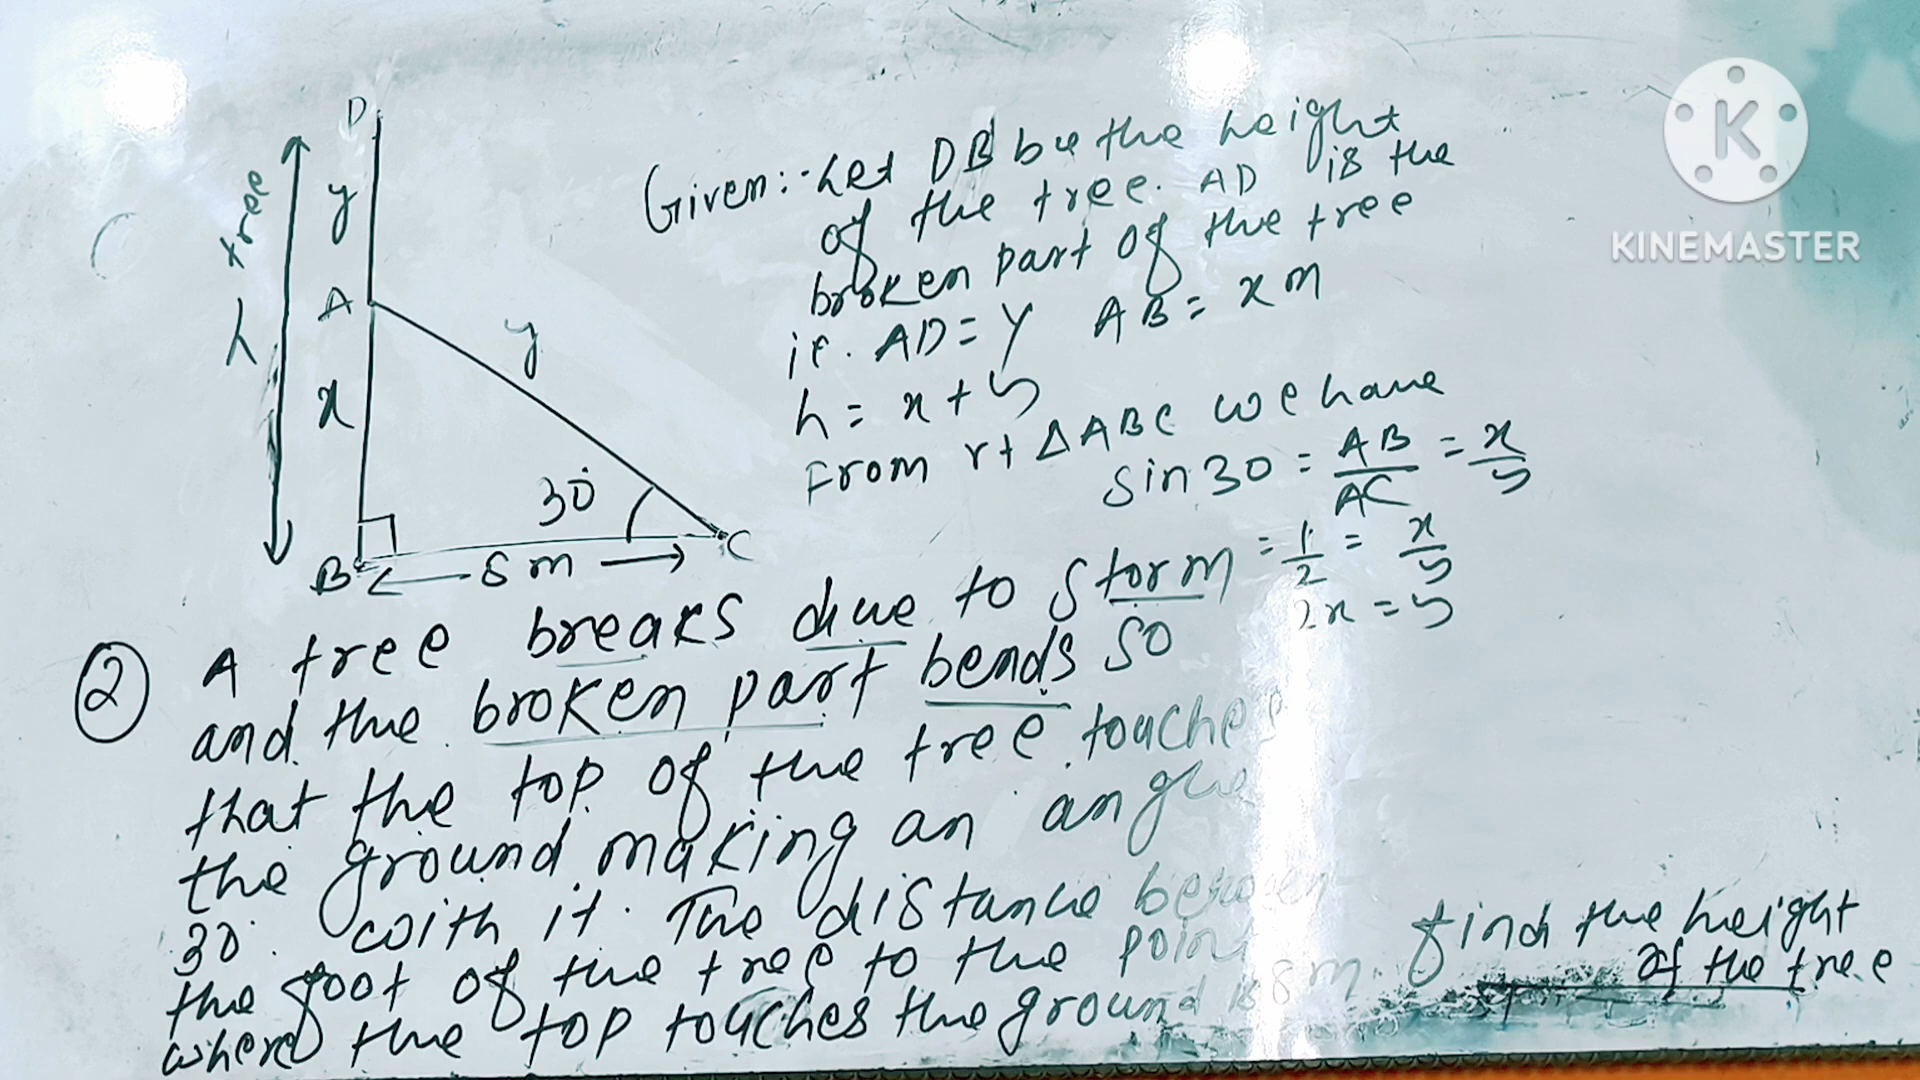 D
tree
y
h
A
y
x
30°
B
8m
C
Given:- Let DB be the height
of the tree. AD is the
broken part of the tree
ie. AD = y AB = x m
h = x + y
From rt ΔABC we have
sin 30 = AB/AC = x/y
= 1/2 = x/y
2x = y
② A tree breaks due to storm
and the broken part bends so
that the top of the tree touches
the ground making an angle
30° with it. The distance between
the foot of the tree to the point
where the top touches the ground is 8m. find the height
of the tree
K
KINEMASTER